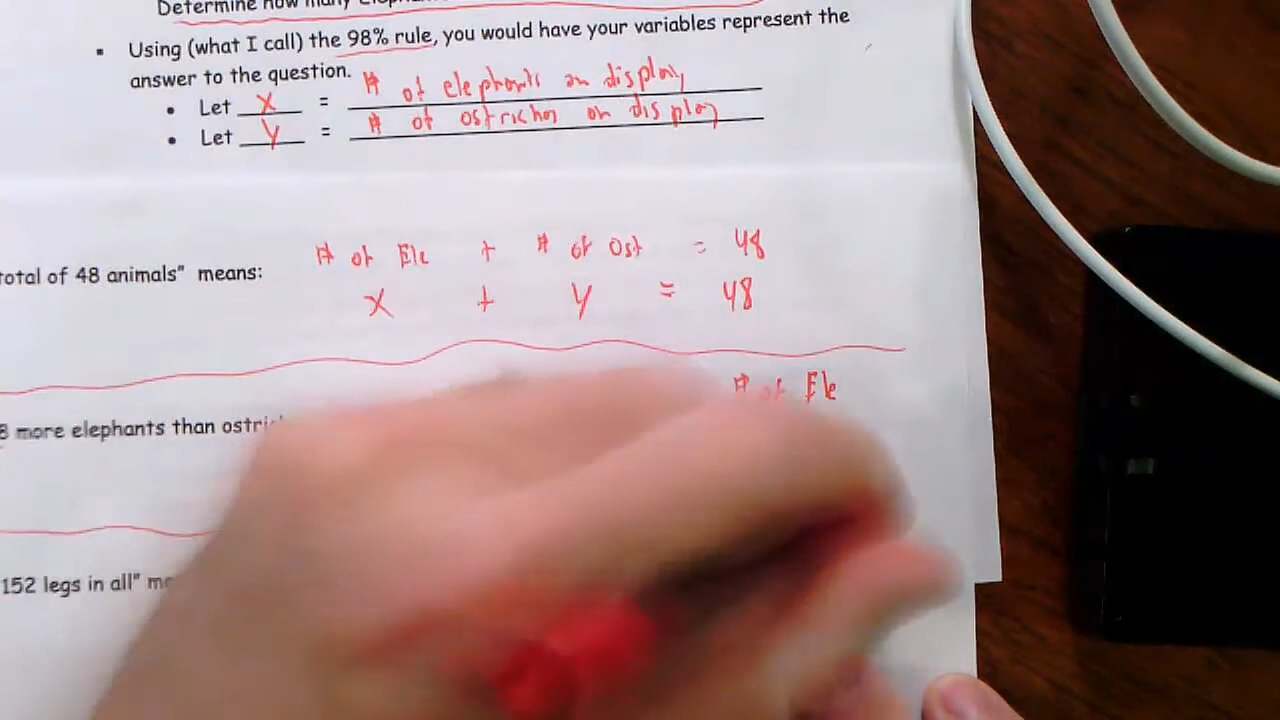 Determine how many
Using (what I call) the 98% rule, you would have your variables represent the
answer to the question.
• Let X = # of elephants on display
• Let Y = # of ostriches on display
# of Ele + # of Ost = 48
total of 48 animals" means:
X + Y = 48
# of Ele
8 more elephants than
152 legs in all"